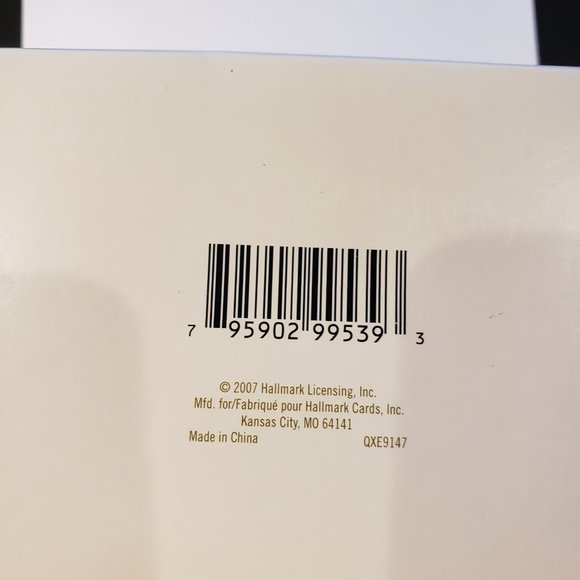 7 95902 99539 3
© 2007 Hallmark Licensing, Inc.
Mfd. for/Fabriqué pour Hallmark Cards, Inc.
Kansas City, MO 64141
Made in China QXE9147